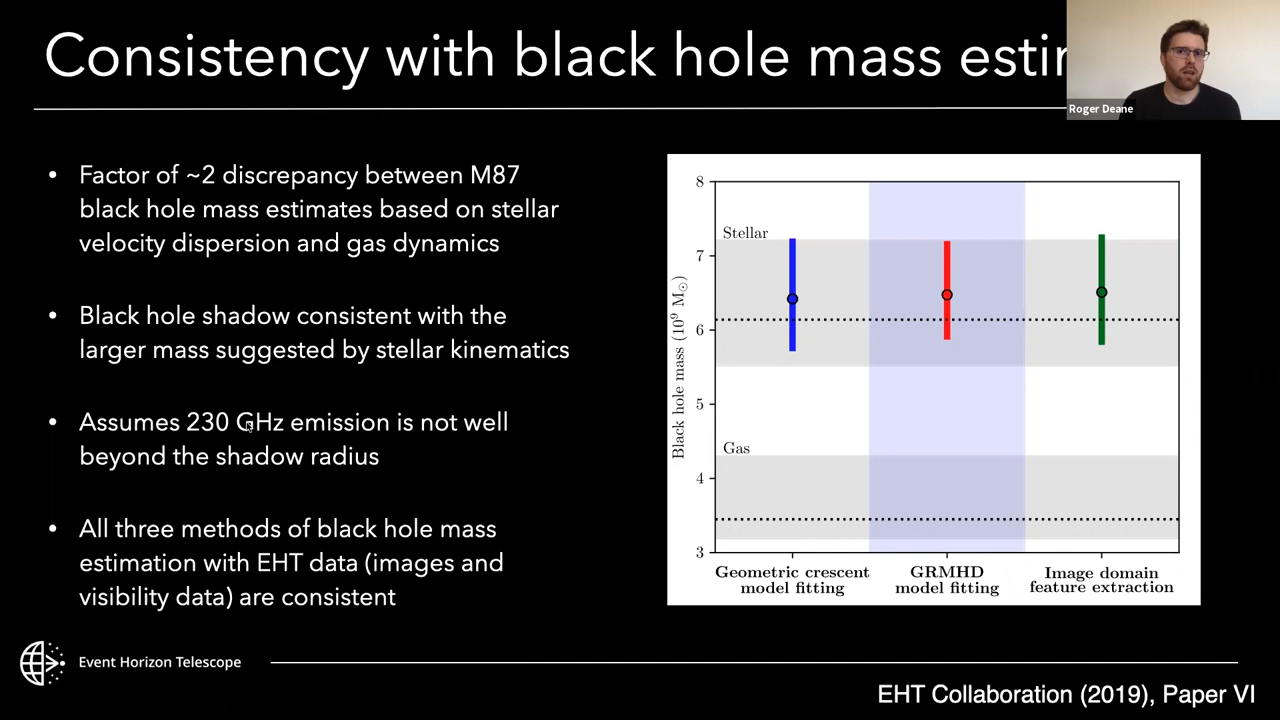 Consistency with black hole mass
Roger Deane
• Factor of ~2 discrepancy between M87
black hole mass estimates based on stellar
velocity dispersion and gas dynamics
• Black hole shadow consistent with the
larger mass suggested by stellar kinematics
• Assumes 230 GHz emission is not well
beyond the shadow radius
• All three methods of black hole mass
estimation with EHT data (images and
visibility data) are consistent
Black hole mass (10⁹ M⊙)
8
7
6
5
4
3
Stellar
Gas
Geometric crescent
model fitting
GRMHD
model fitting
Image domain
feature extraction
Event Horizon Telescope
EHT Collaboration (2019), Paper VI